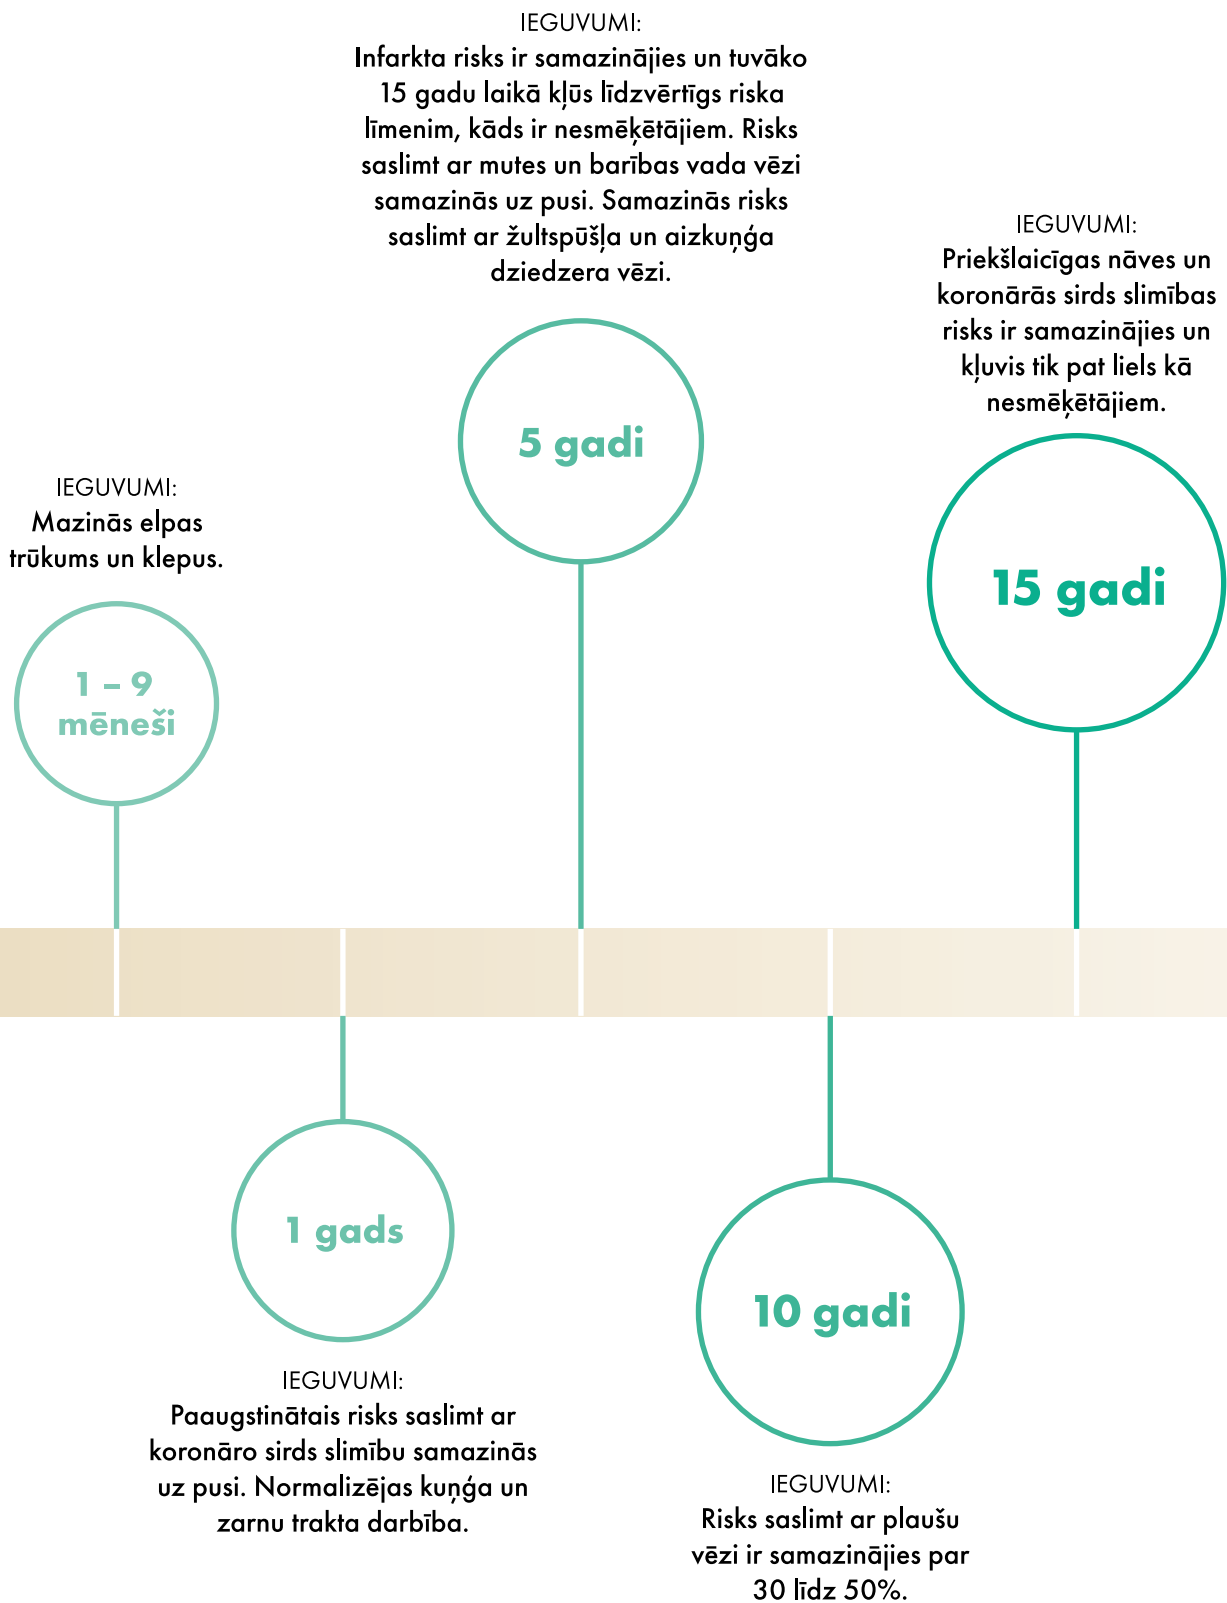 IEGUVUMI:
Mazinās elpas
trūkums un klepus.
1 – 9
mēneši
1 gads
IEGUVUMI:
Paaugstinātais risks saslimt ar
koronāro sirds slimību samazinās
uz pusi. Normalizējas kuņģa un
zarnu trakta darbība.
IEGUVUMI:
Infarkta risks ir samazinājies un tuvāko
15 gadu laikā kļūs līdzvērtīgs riska
līmenim, kāds ir nesmēķētājiem. Risks
saslimt ar mutes un barības vada vēzi
samazinās uz pusi. Samazinās risks
saslimt ar žultspūšļa un aizkuņģa
dziedzera vēzi.
5 gadi
10 gadi
IEGUVUMI:
Risks saslimt ar plaušu
vēzi ir samazinājies par
30 līdz 50%.
IEGUVUMI:
Priekšlaicīgas nāves un
koronārās sirds slimības
risks ir samazinājies un
kļuvis tik pat liels kā
nesmēķētājiem.
15 gadi